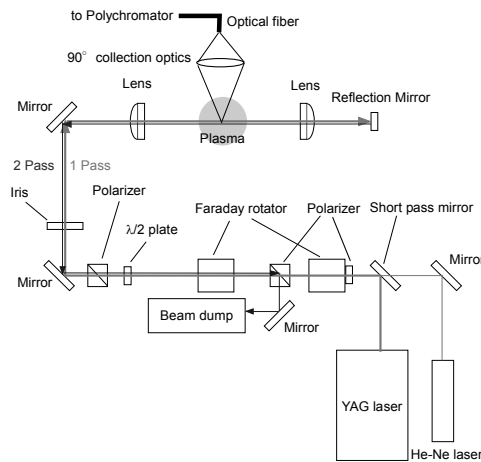 to Polychromator
Optical fiber
90° collection optics
Lens
Lens
Mirror
Reflection Mirror
Plasma
2 Pass
1 Pass
Iris
Polarizer
λ/2 plate
Faraday rotator
Polarizer
Short pass mirror
Mirror
Mirror
Beam dump
Mirror
YAG laser
He-Ne laser